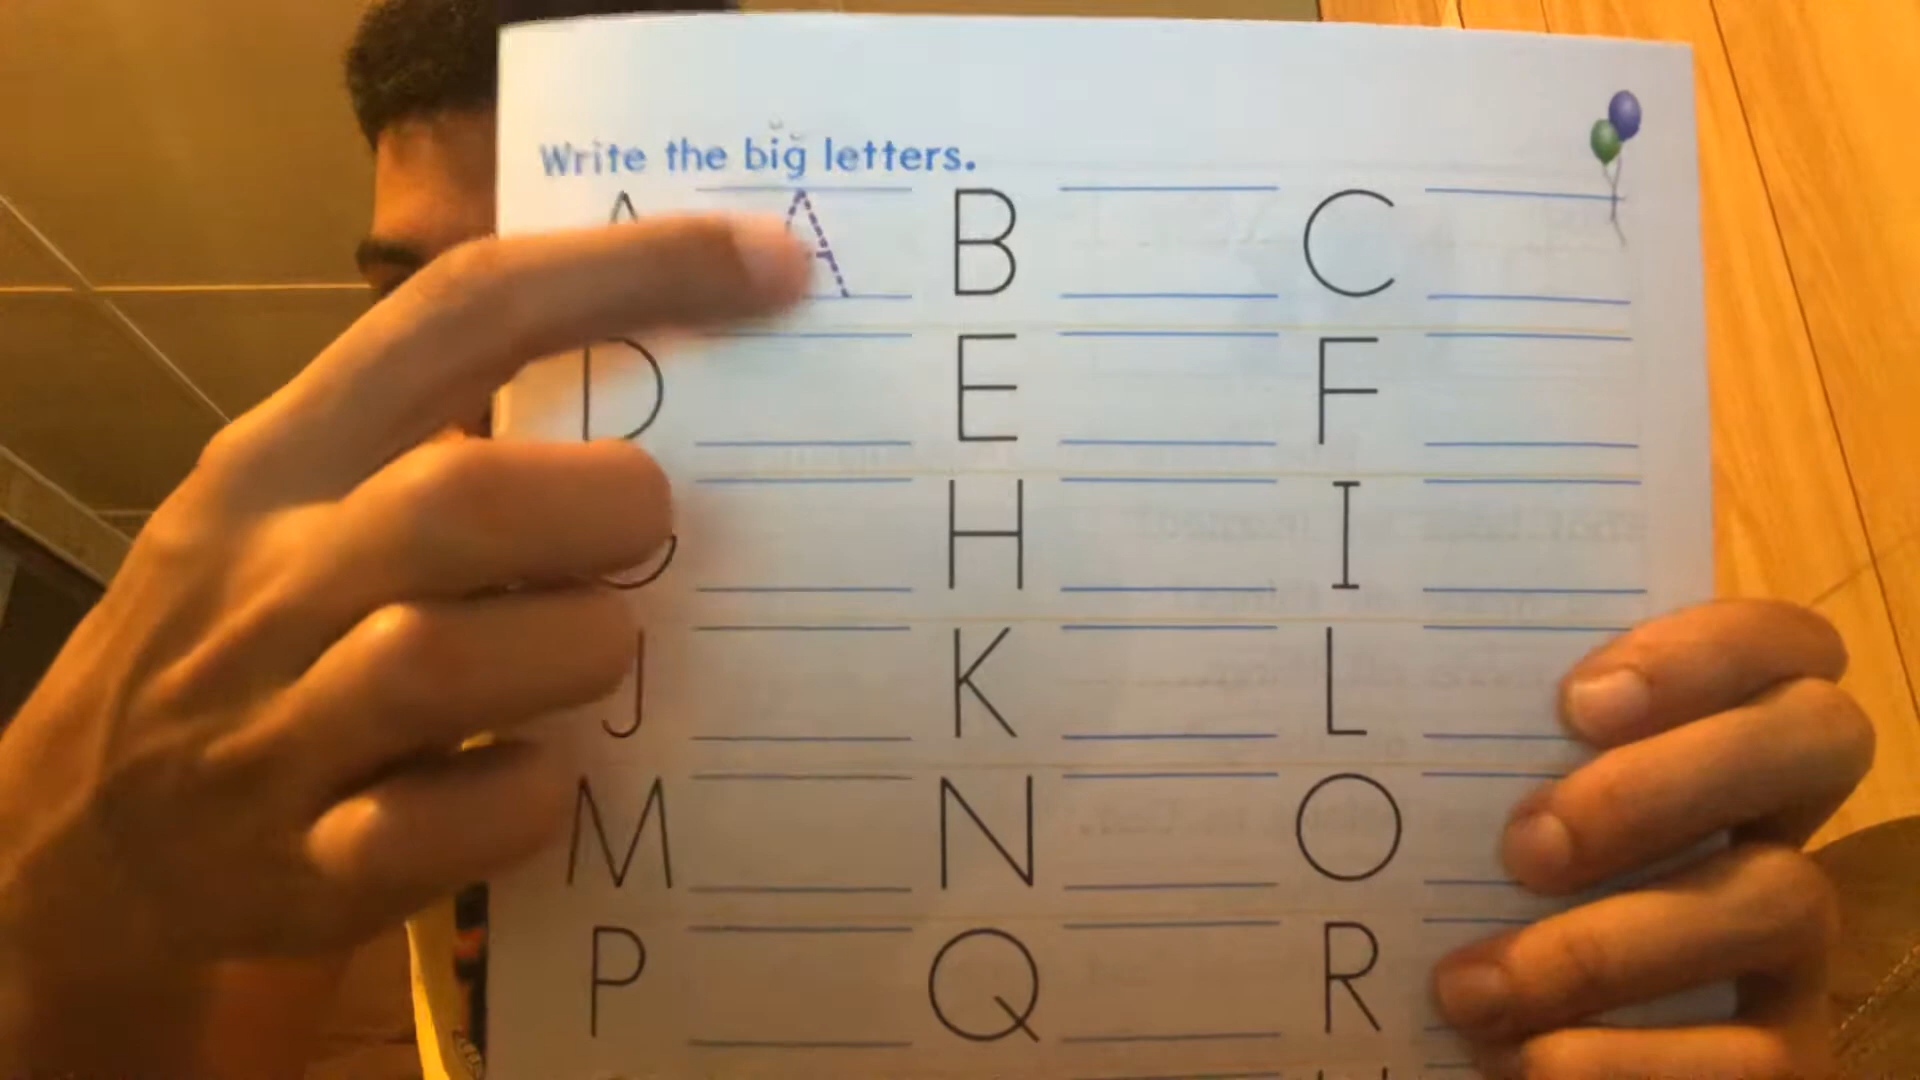 Write the big letters.
A A B C
D E F
G H I
J K L
M N O
P Q R